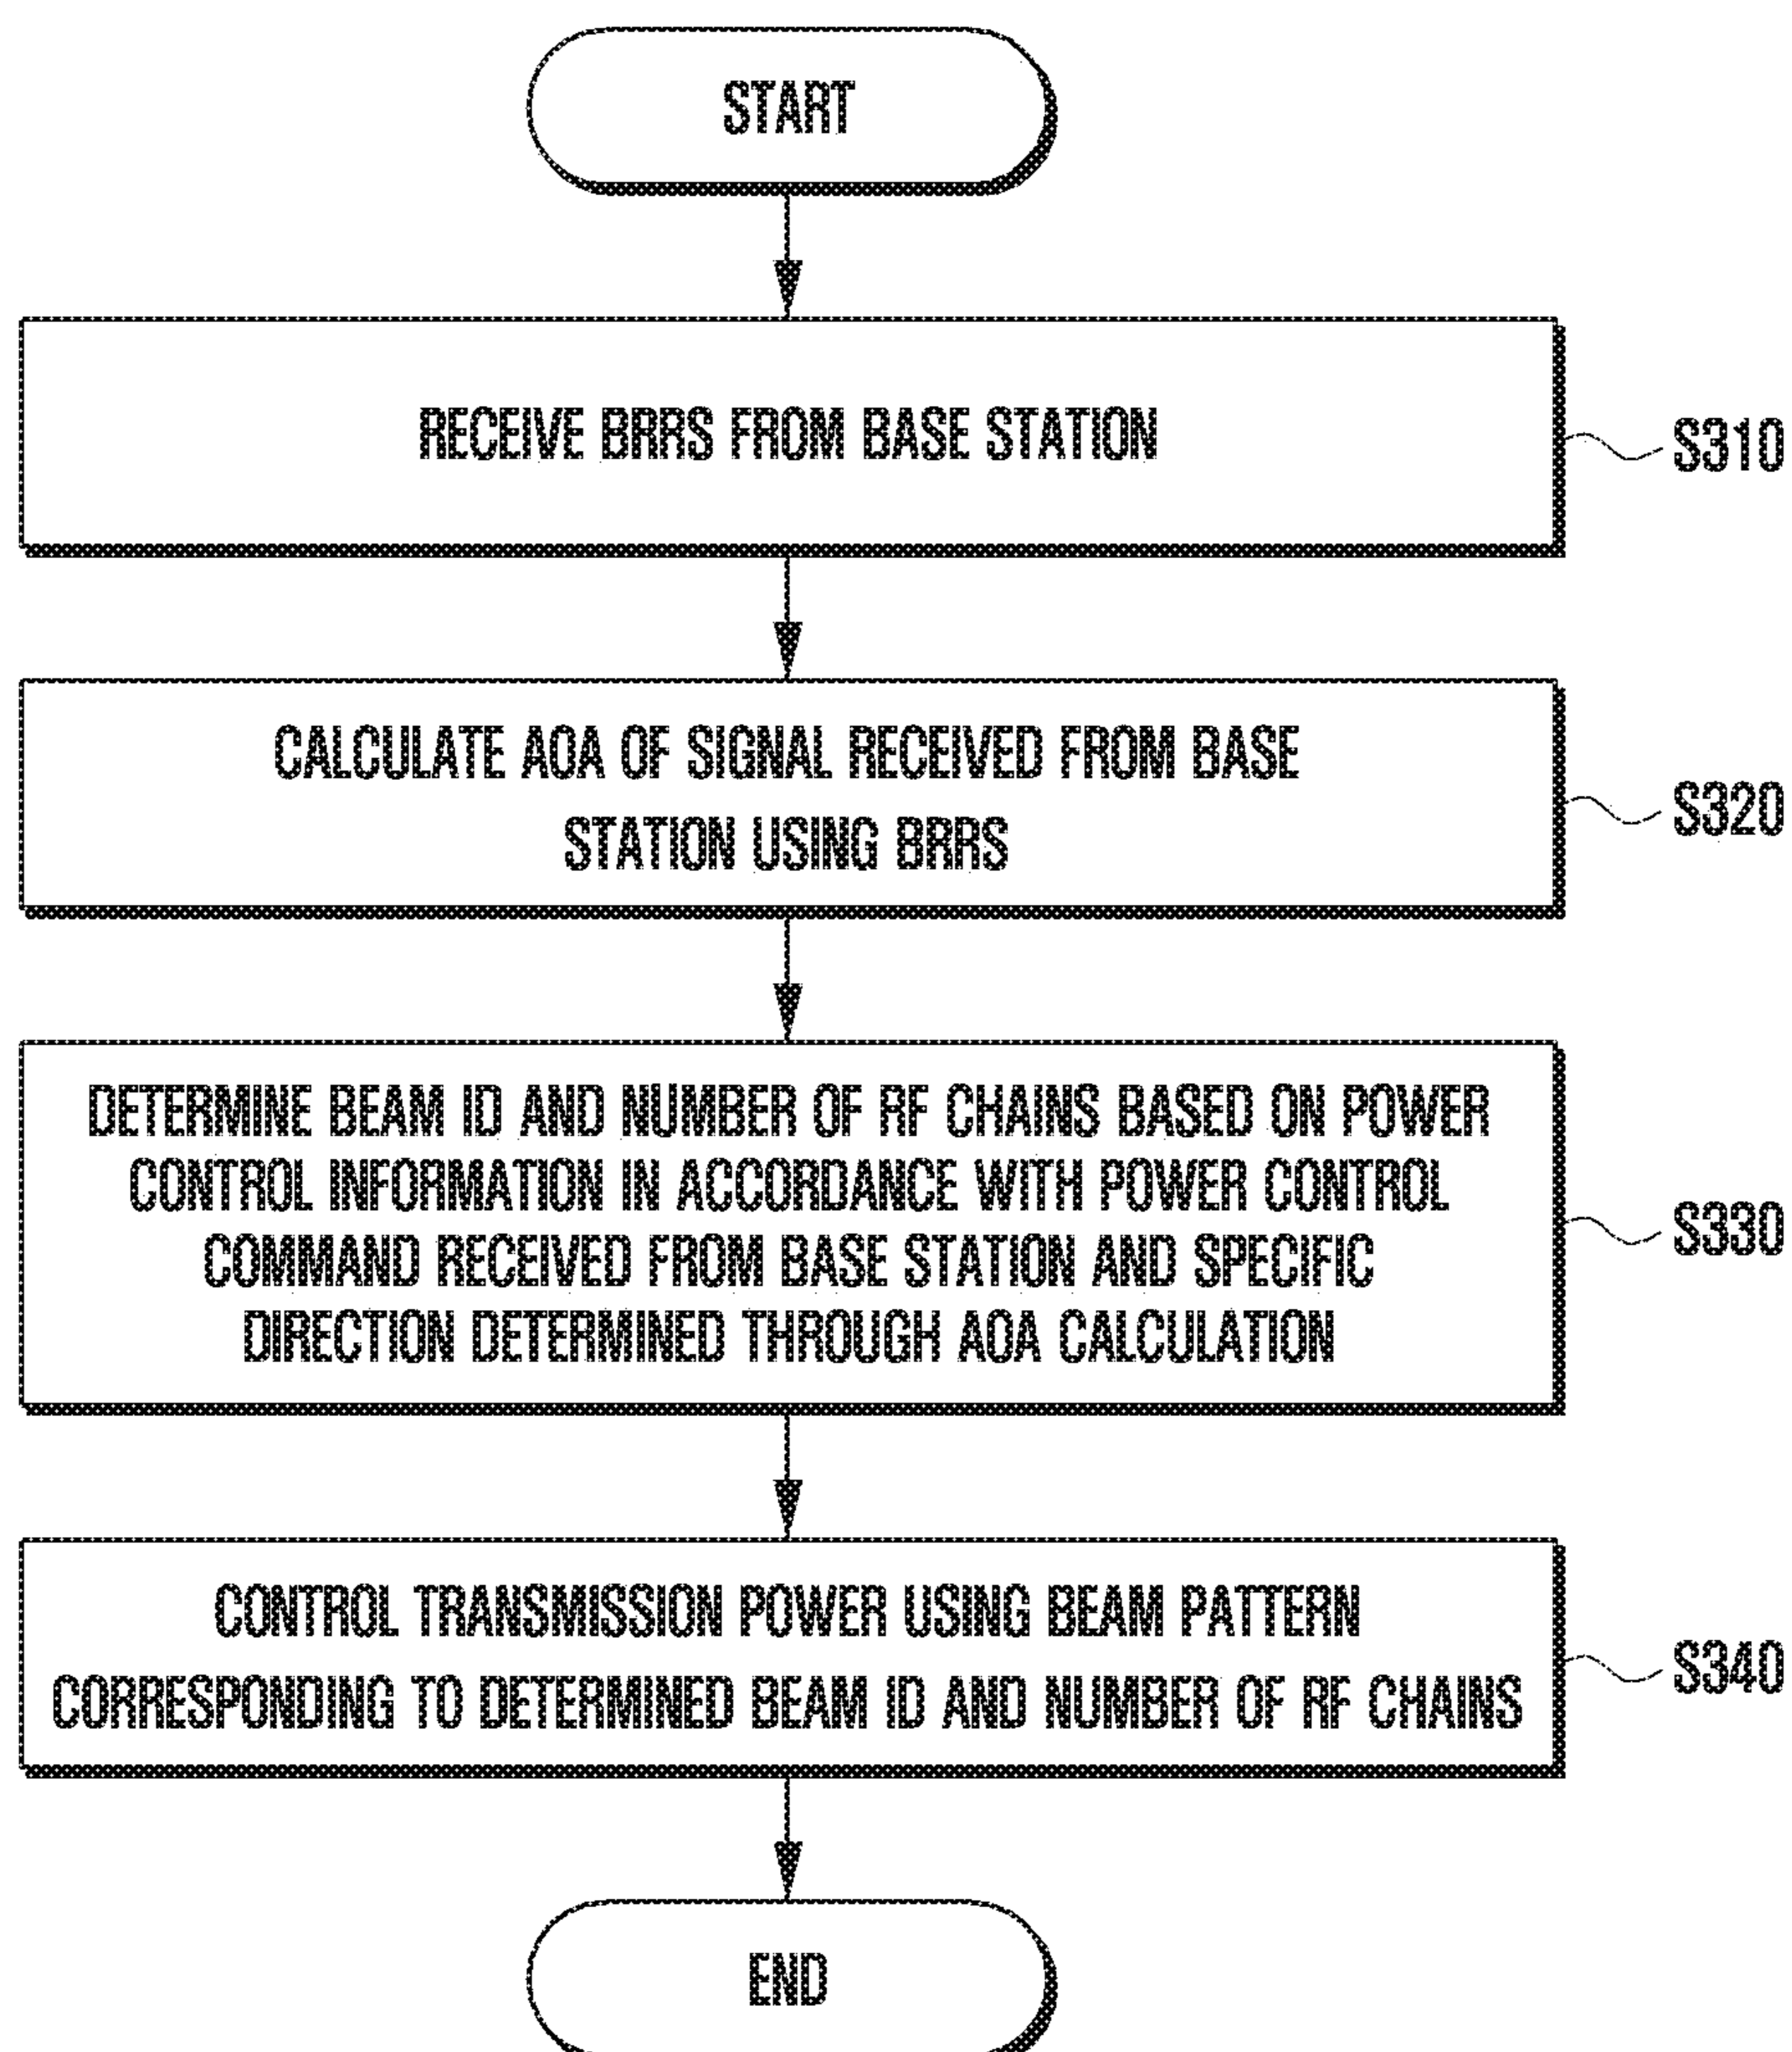 START
RECEIVE BRRS FROM BASE STATION
S310
CALCULATE AOA OF SIGNAL RECEIVED FROM BASE
STATION USING BRRS
S320
DETERMINE BEAM ID AND NUMBER OF RF CHAINS BASED ON POWER
CONTROL INFORMATION IN ACCORDANCE WITH POWER CONTROL
COMMAND RECEIVED FROM BASE STATION AND SPECIFIC
DIRECTION DETERMINED THROUGH AOA CALCULATION
S330
CONTROL TRANSMISSION POWER USING BEAM PATTERN
CORRESPONDING TO DETERMINED BEAM ID AND NUMBER OF RF CHAINS
S340
END